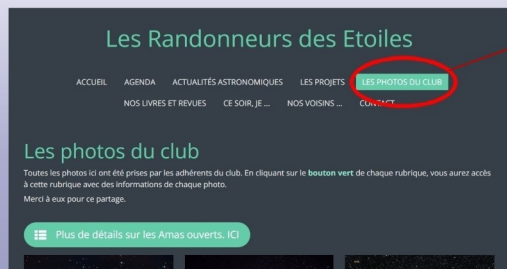 Les Randonneurs des Etoiles
ACCUEIL AGENDA ACTUALITÉS ASTRONOMIQUES LES PROJETS LES PHOTOS DU CLUB
NOS LIVRES ET REVUES CE SOIR, JE ... NOS VOISINS ... CONTACT
Les photos du club
Toutes les photos ici ont été prises par les adhérents du club. En cliquant sur le bouton vert de chaque rubrique, vous aurez accès
à cette rubrique avec des informations de chaque photo.
Merci à eux pour ce partage.
Plus de détails sur les Amas ouverts. ICI